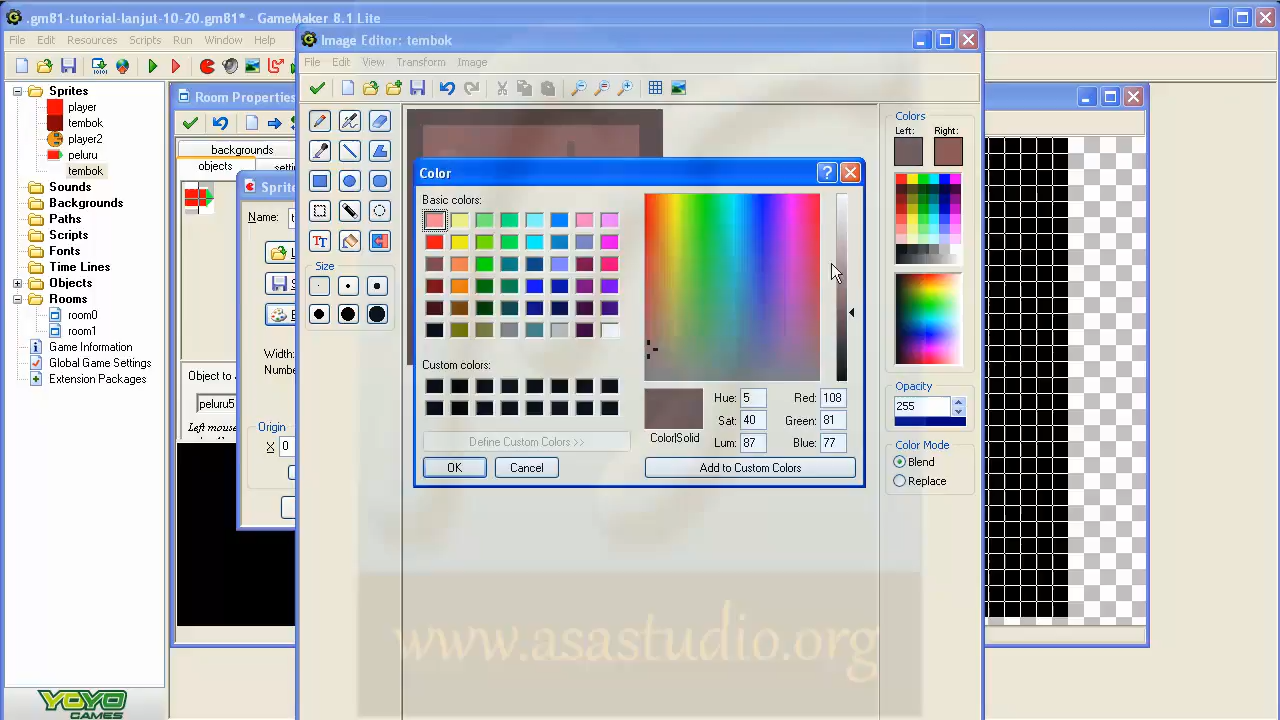 .gm81-tutorial-lanjut-10-20.gm81* - GameMaker 8.1 Lite
File Edit Resources Scripts Run Window Help
Image Editor: tembok
File Edit View Transform Image
Sprites
player
tembok
player2
peluru
tembok
Sounds
Backgrounds
Paths
Scripts
Fonts
Time Lines
Objects
Rooms
room0
room1
Game Information
Global Game Settings
Extension Packages
YOYO
GAMES
Room Properties
backgrounds
objects
Sprite
Name:
Width:
Object to
peluru5
Left mouse
Origin
0
Size
Color
Basic colors:
Custom colors:
Define Custom Colors >>
OK Cancel
Color|Solid
Hue: 5 Red: 108
Sat: 40 Green: 81
Lum: 87 Blue: 77
Add to Custom Colors
Colors
Left: Right:
Opacity
255
Color Mode
Blend
Replace
www.asastudio.org